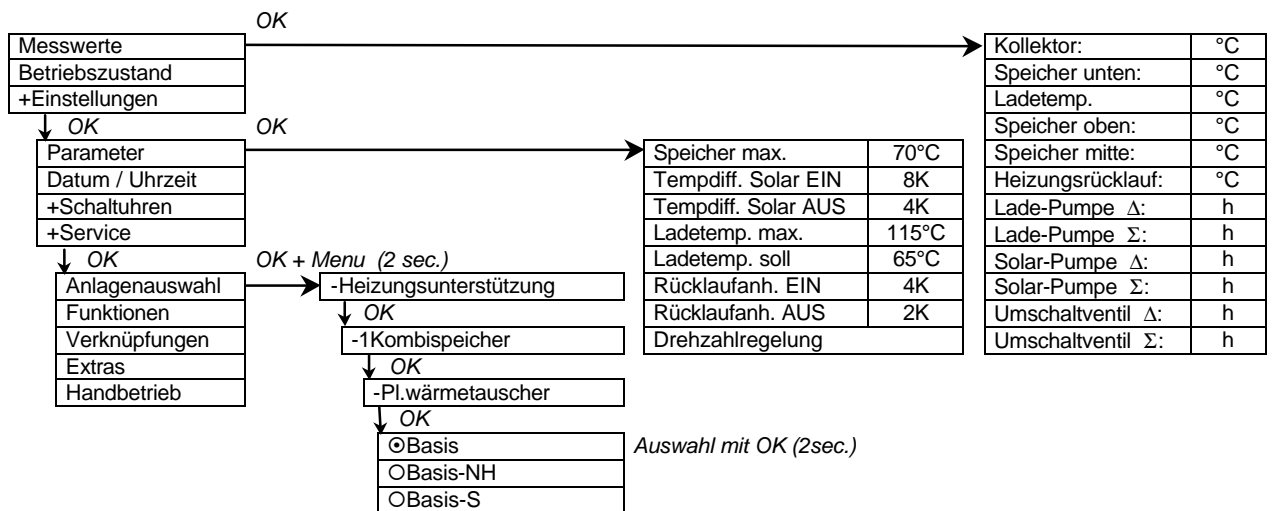 OK
Messwerte
Betriebszustand
+Einstellungen
OK
OK
Parameter
Datum / Uhrzeit
+Schaltuhren
+Service
OK
OK + Menu (2 sec.)
Anlagenauswahl
Funktionen
Verknüpfungen
Extras
Handbetrieb
-Heizungsunterstützung
OK
-1Kombispeicher
OK
-Pl.wärmetauscher
OK
⊙Basis
Auswahl mit OK (2sec.)
○Basis-NH
○Basis-S
Speicher max. 70°C
Tempdiff. Solar EIN 8K
Tempdiff. Solar AUS 4K
Ladetemp. max. 115°C
Ladetemp. soll 65°C
Rücklaufanh. EIN 4K
Rücklaufanh. AUS 2K
Drehzahlregelung
Kollektor: °C
Speicher unten: °C
Ladetemp. °C
Speicher oben: °C
Speicher mitte: °C
Heizungsrücklauf: °C
Lade-Pumpe Δ: h
Lade-Pumpe Σ: h
Solar-Pumpe Δ: h
Solar-Pumpe Σ: h
Umschaltventil Δ: h
Umschaltventil Σ: h